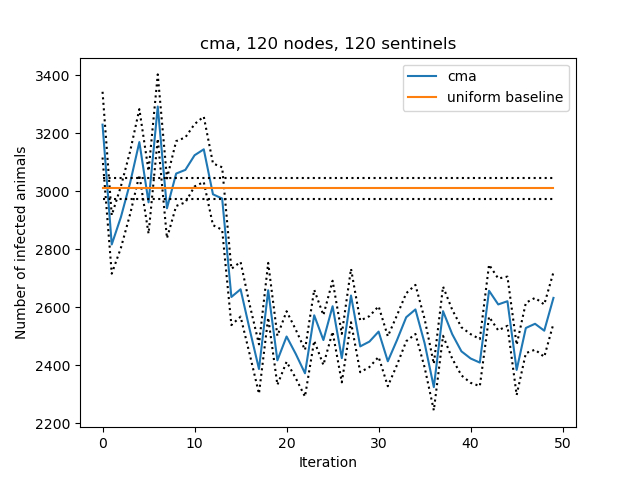 cma, 120 nodes, 120 sentinels
cma
uniform baseline
Number of infected animals
3400
3200
3000
2800
2600
2400
2200
0 10 20 30 40 50
Iteration